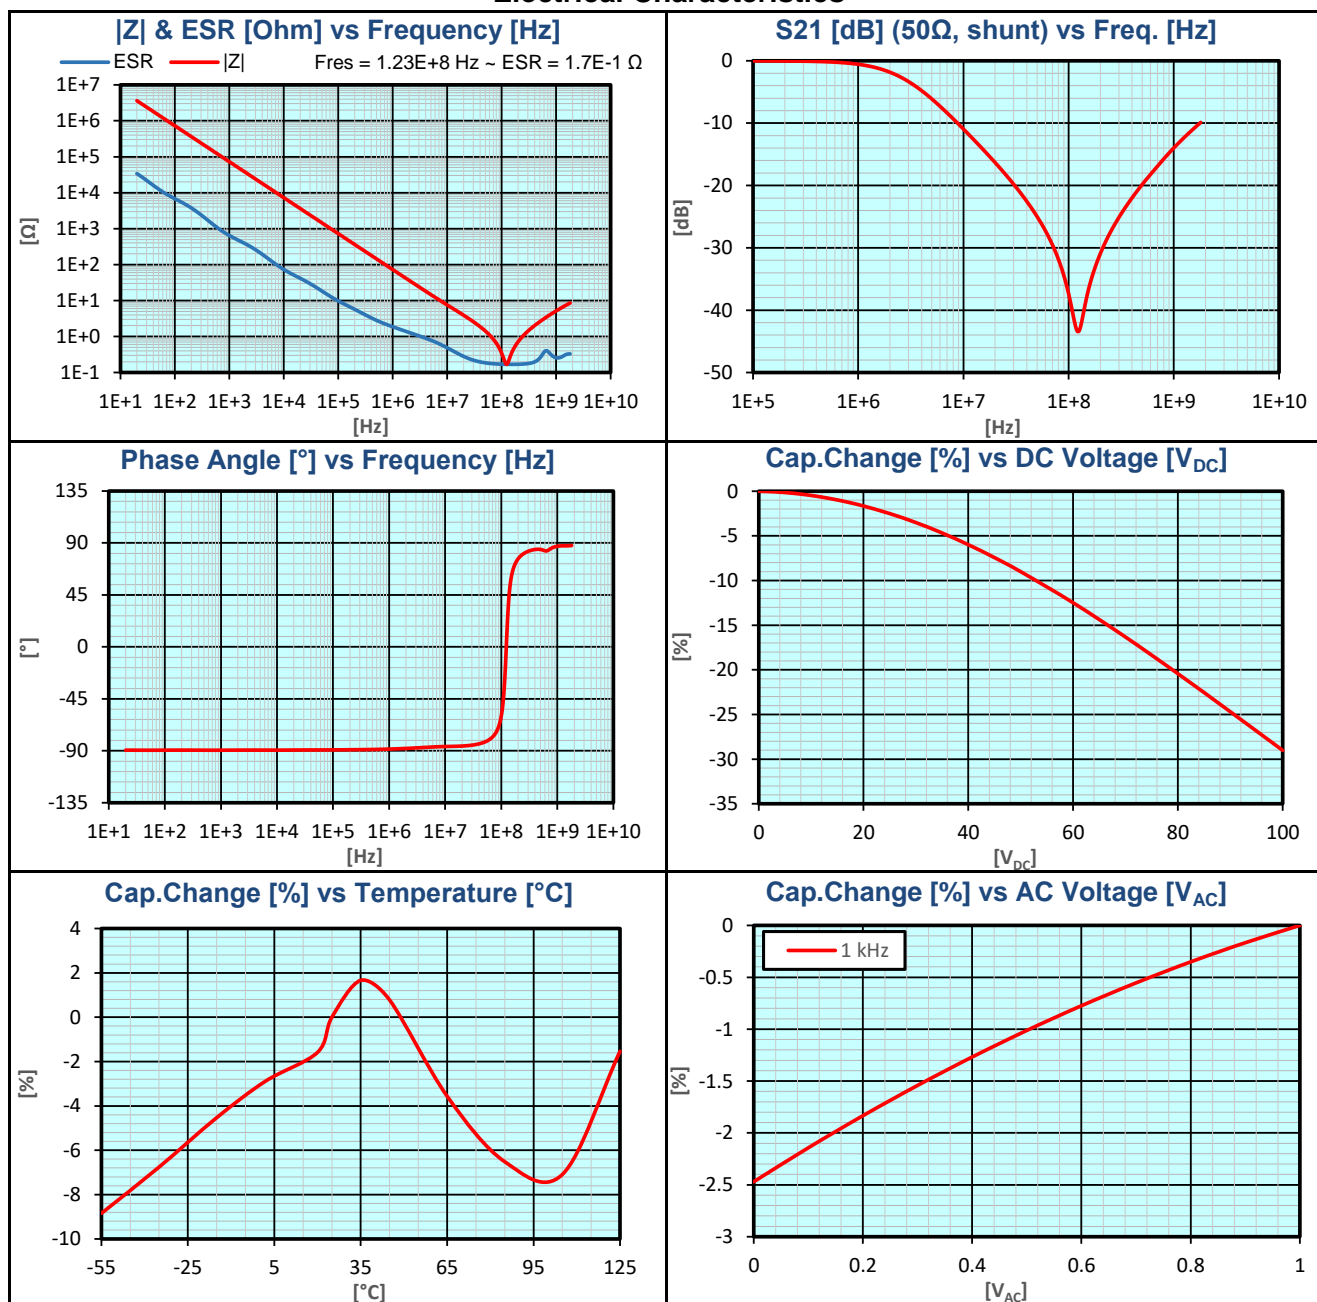 Electrical Characteristics
|Z| & ESR [Ohm] vs Frequency [Hz]
ESR |Z| Fres = 1.23E+8 Hz ~ ESR = 1.7E-1 Ω
1E+7
1E+6
1E+5
1E+4
1E+3
1E+2
1E+1
1E+0
1E-1
[Ω]
1E+1 1E+2 1E+3 1E+4 1E+5 1E+6 1E+7 1E+8 1E+9 1E+10
[Hz]
S21 [dB] (50Ω, shunt) vs Freq. [Hz]
0
-10
-20
-30
-40
-50
[dB]
1E+5 1E+6 1E+7 1E+8 1E+9 1E+10
[Hz]
Phase Angle [°] vs Frequency [Hz]
135
90
45
0
-45
-90
-135
[°]
1E+1 1E+2 1E+3 1E+4 1E+5 1E+6 1E+7 1E+8 1E+9 1E+10
[Hz]
Cap.Change [%] vs DC Voltage [VDC]
0
-5
-10
-15
-20
-25
-30
-35
[%]
0 20 40 60 80 100
[VDC]
Cap.Change [%] vs Temperature [°C]
4
2
0
-2
-4
-6
-8
-10
[%]
-55 -25 5 35 65 95 125
[°C]
Cap.Change [%] vs AC Voltage [VAC]
1 kHz
0
-0.5
-1
-1.5
-2
-2.5
-3
[%]
0 0.2 0.4 0.6 0.8 1
[VAC]